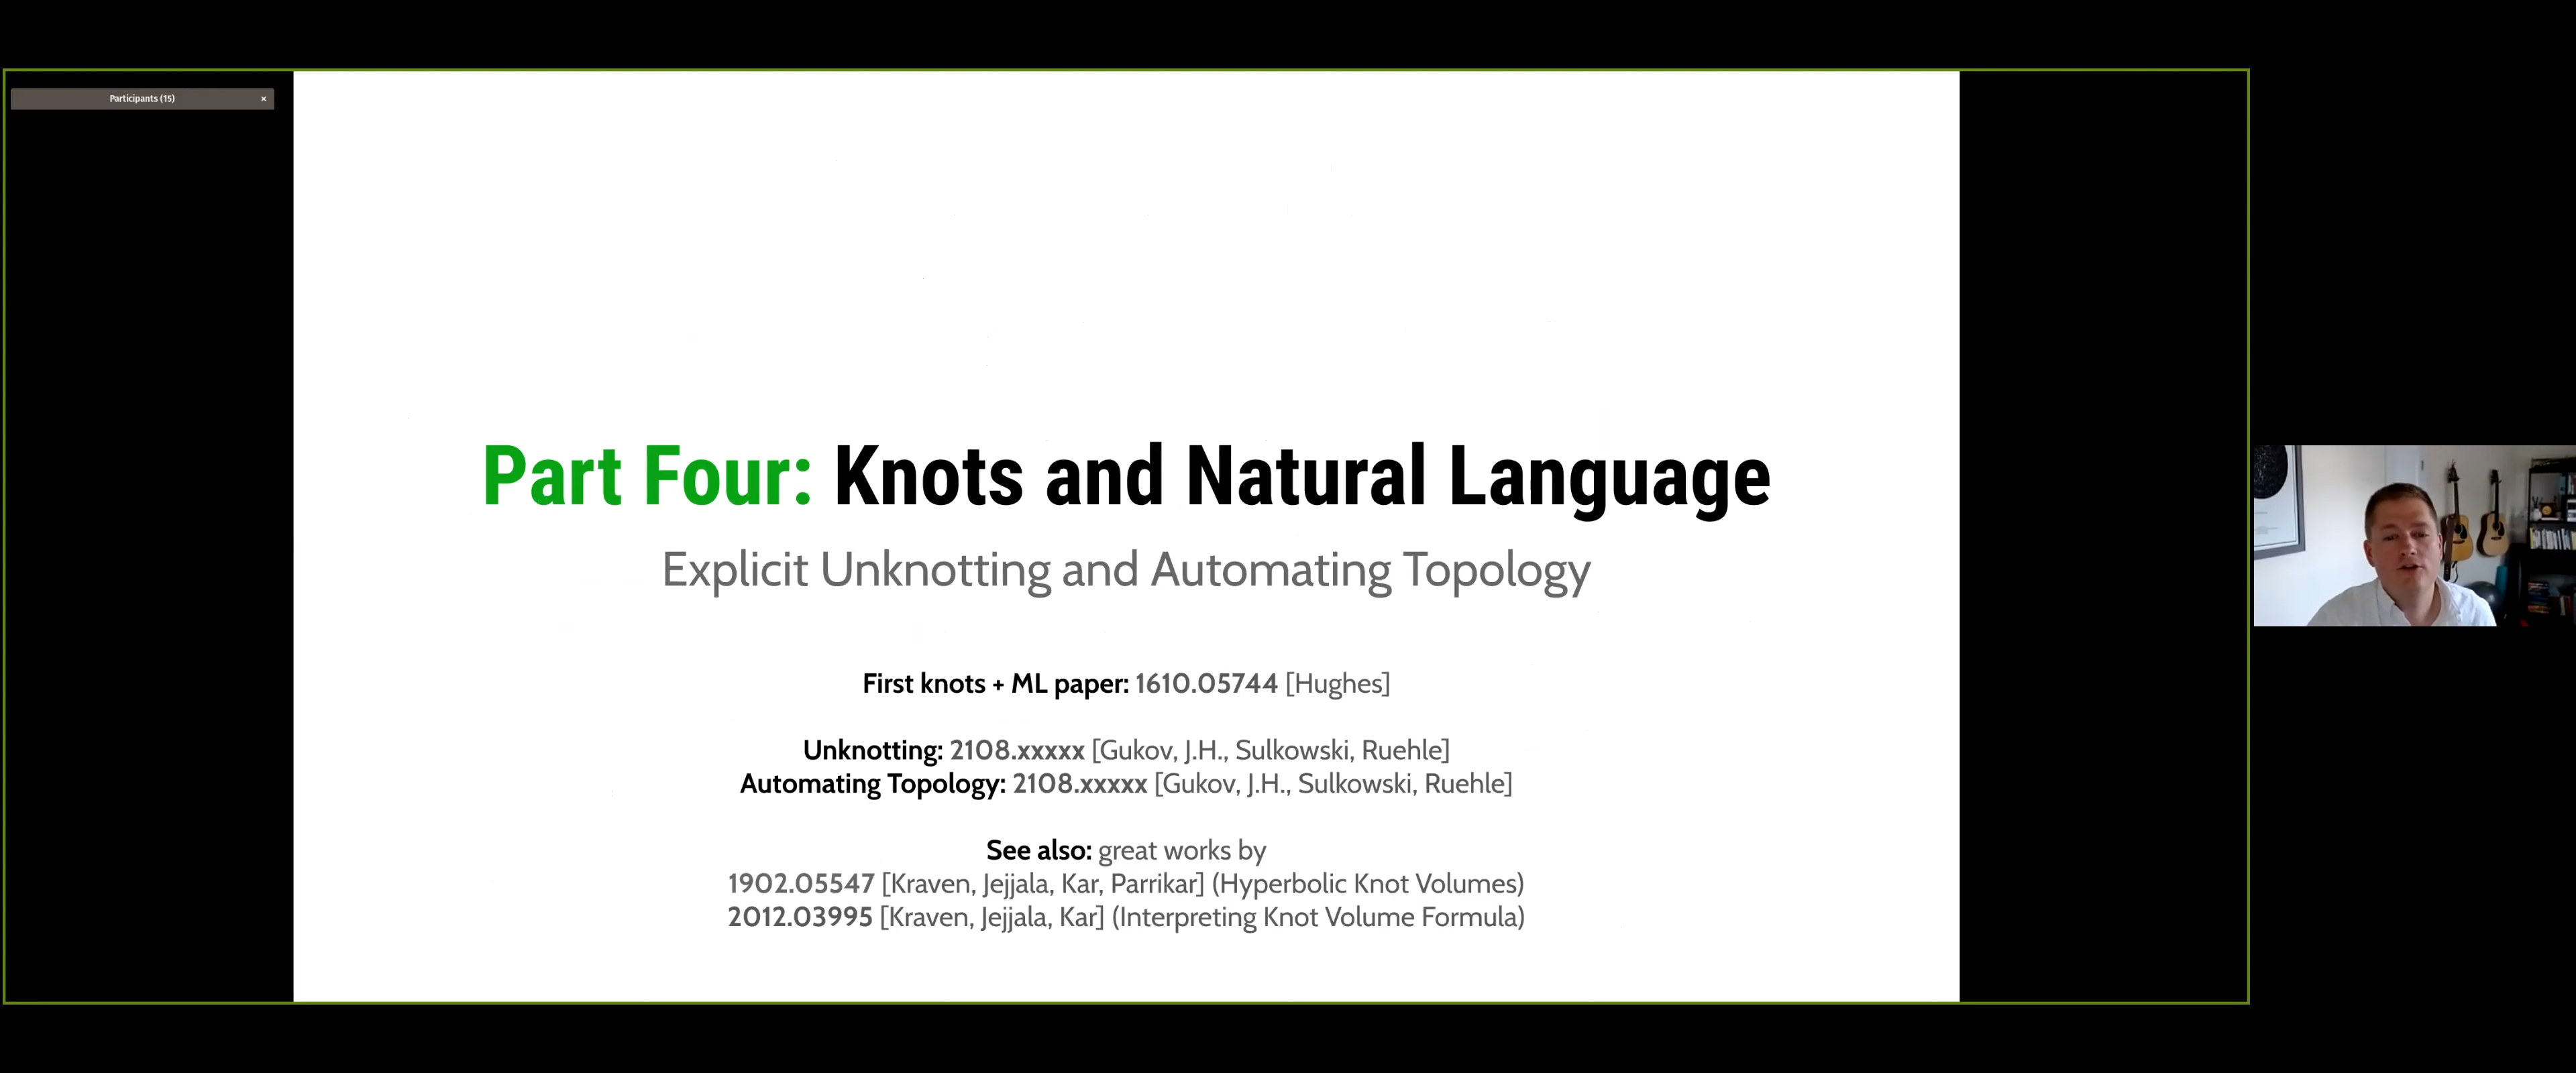 Participants (15)
×
Part Four: Knots and Natural Language
Explicit Unknotting and Automating Topology
First knots + ML paper: 1610.05744 [Hughes]
Unknotting: 2108.xxxxx [Gukov, J.H., Sulkowski, Ruehle]
Automating Topology: 2108.xxxxx [Gukov, J.H., Sulkowski, Ruehle]
See also: great works by
1902.05547 [Kraven, Jejjala, Kar, Parrikar] (Hyperbolic Knot Volumes)
2012.03995 [Kraven, Jejjala, Kar] (Interpreting Knot Volume Formula)